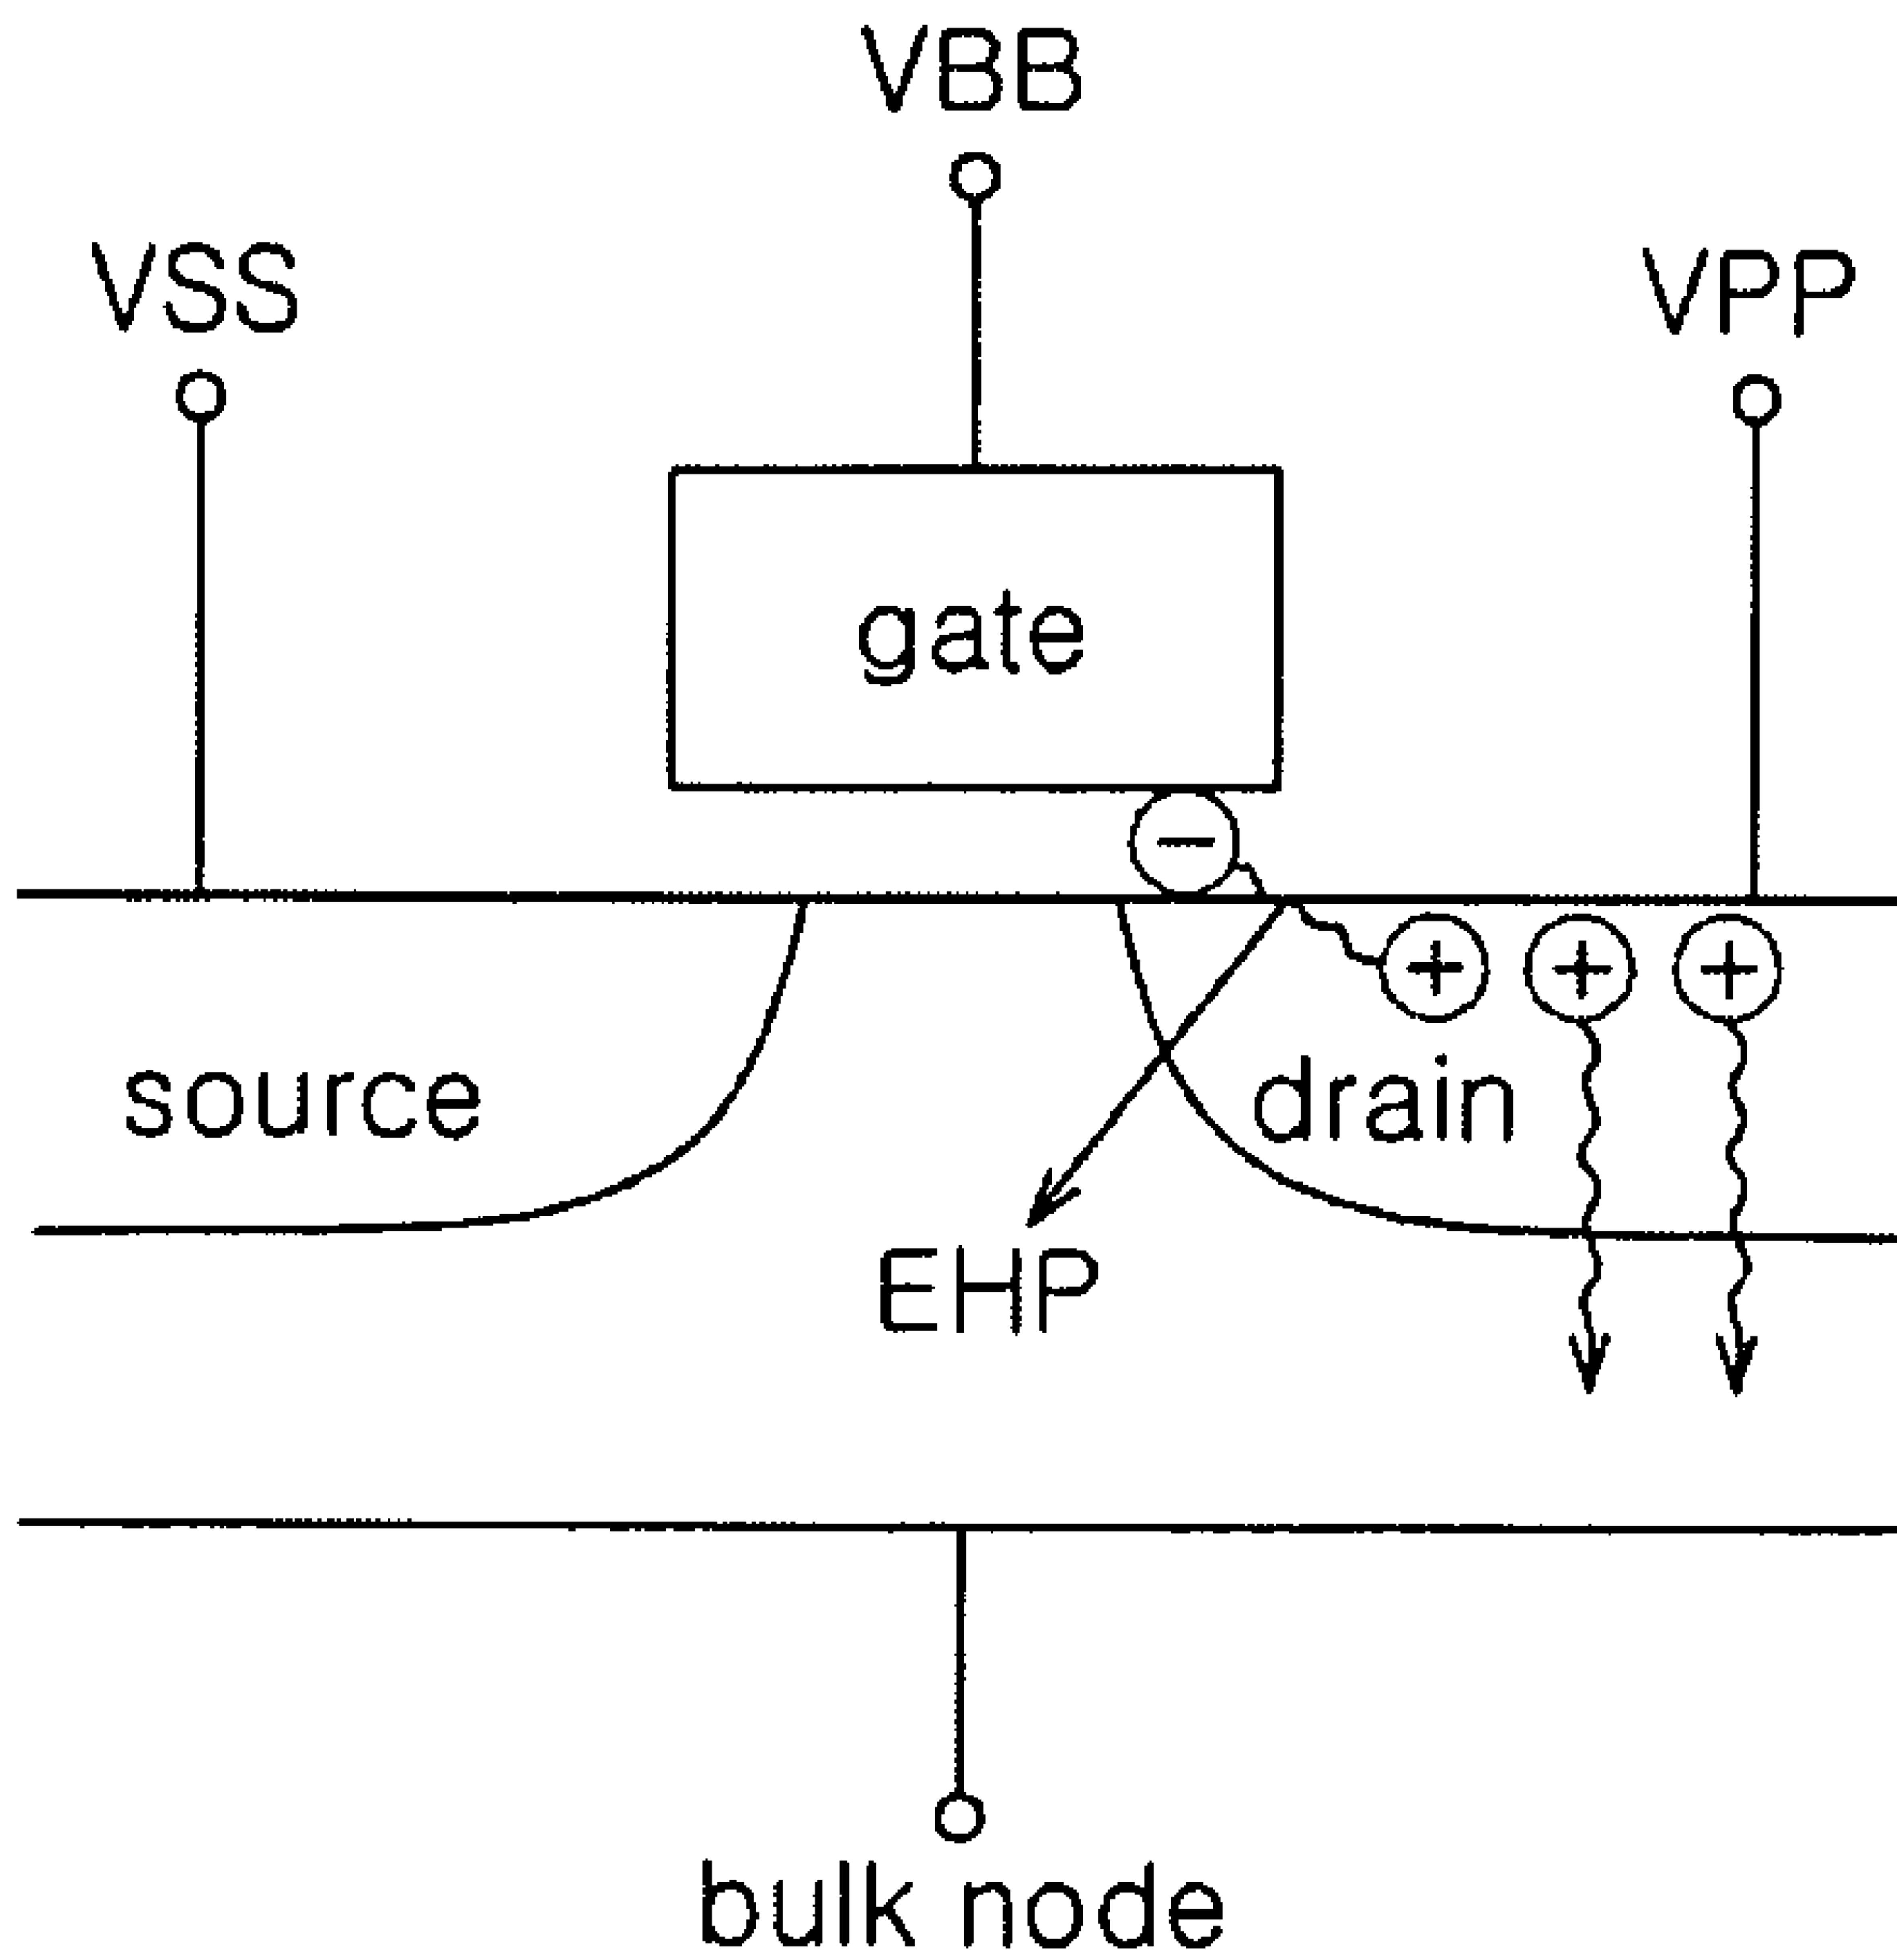 VBB
VSS
VPP
gate
−
+ + +
source
drain
EHP
bulk node